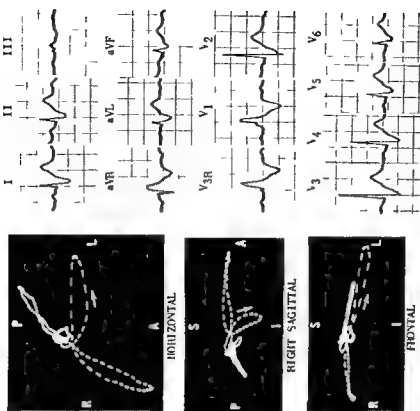 I II III
aVR aVL aVF
V3R V1 V2
V3 V4 V5 V6
P
R L
A
HORIZONTAL
S
P A
I
RIGHT SAGITTAL
S
R L
I
FRONTAL